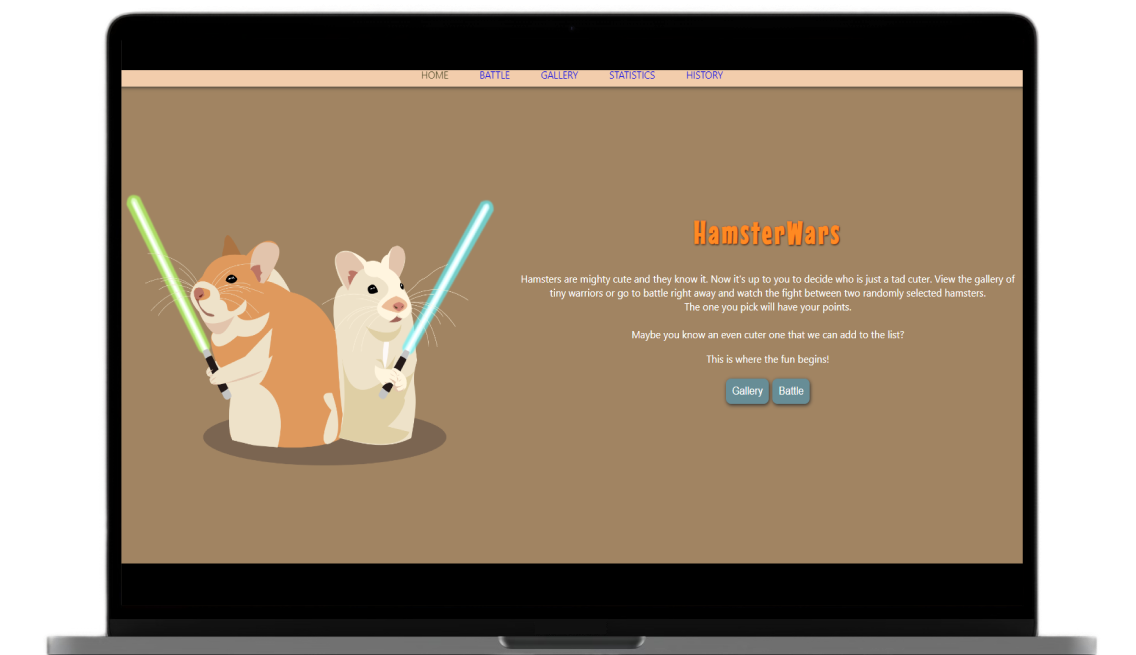 HOME BATTLE GALLERY STATISTICS HISTORY
HamsterWars
Hamsters are mighty cute and they know it. Now it's up to you to decide who is just a tad cuter. View the gallery of
tiny warriors or go to battle right away and watch the fight between two randomly selected hamsters.
The one you pick will have your points.
Maybe you know an even cuter one that we can add to the list?
This is where the fun begins!
Gallery Battle